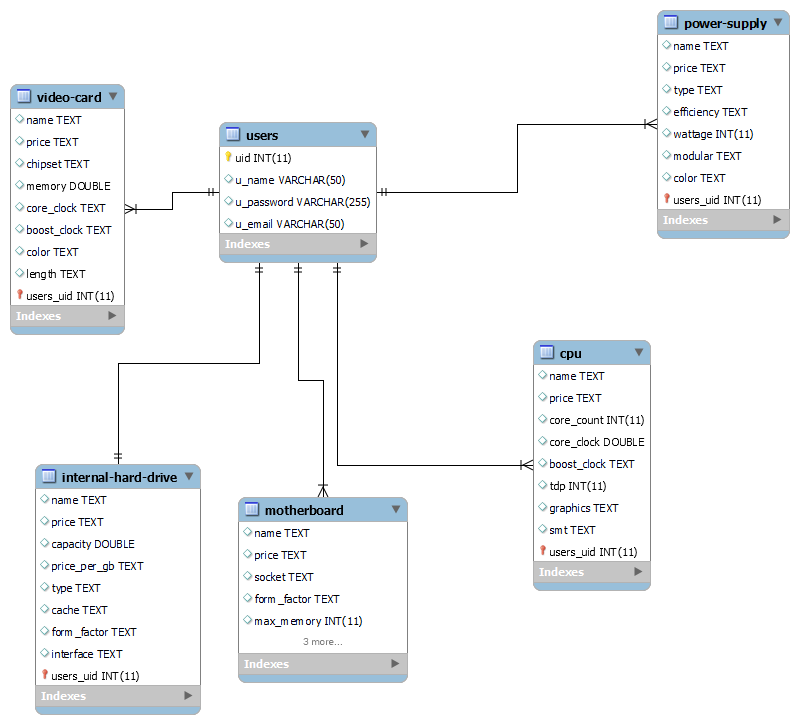 power-supply
name TEXT
price TEXT
type TEXT
efficiency TEXT
wattage INT(11)
modular TEXT
color TEXT
users_uid INT(11)
Indexes
video-card
name TEXT
price TEXT
chipset TEXT
memory DOUBLE
core_clock TEXT
boost_clock TEXT
color TEXT
length TEXT
users_uid INT(11)
Indexes
users
uid INT(11)
u_name VARCHAR(50)
u_password VARCHAR(255)
u_email VARCHAR(50)
Indexes
cpu
name TEXT
price TEXT
core_count INT(11)
core_clock DOUBLE
boost_clock TEXT
tdp INT(11)
graphics TEXT
smt TEXT
users_uid INT(11)
Indexes
internal-hard-drive
name TEXT
price TEXT
capacity DOUBLE
price_per_gb TEXT
type TEXT
cache TEXT
form_factor TEXT
interface TEXT
users_uid INT(11)
Indexes
motherboard
name TEXT
price TEXT
socket TEXT
form_factor TEXT
max_memory INT(11)
3 more...
Indexes